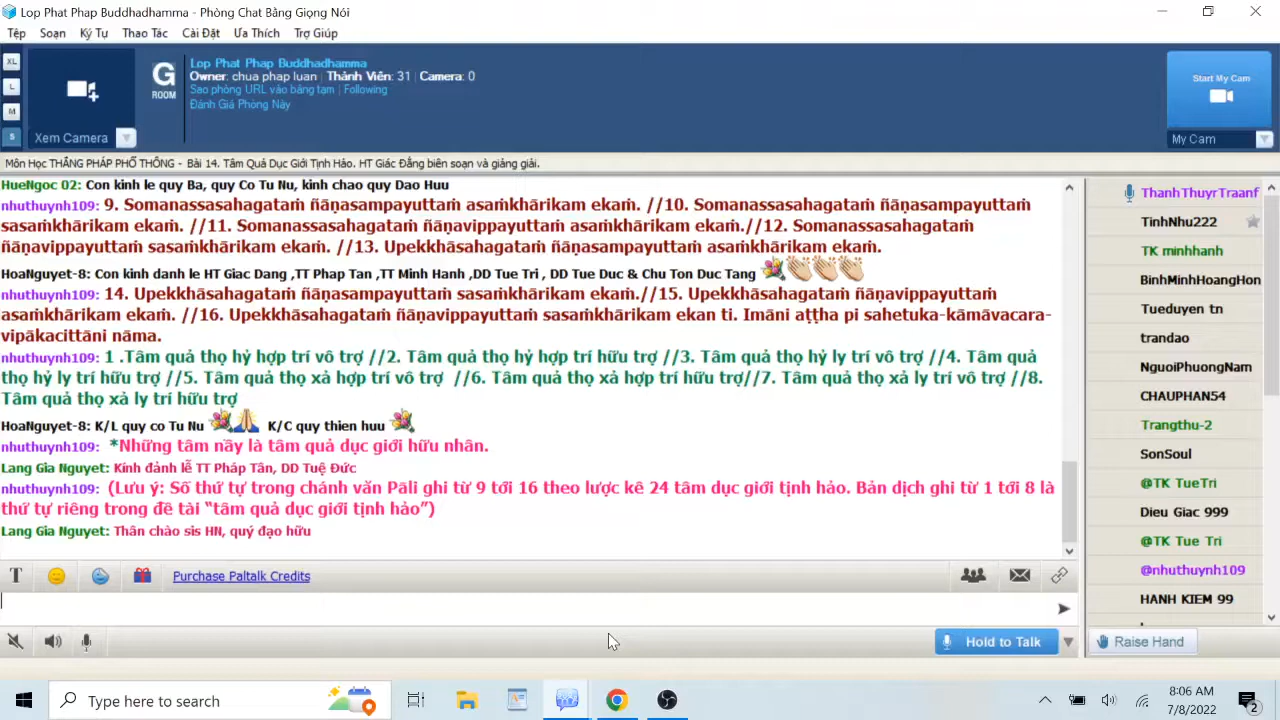 Lop Phat Phap Buddhadhamma - Phòng Chat Bằng Giọng Nói
Tệp Soạn Ký Tự Thao Tác Cài Đặt Ưa Thích Trợ Giúp
XL
L
M
S
Xem Camera
G
ROOM
Lop Phat Phap Buddhadhamma
Owner: chua phap luan | Thành Viên: 31 | Camera: 0
Sao phòng URL vào bảng tạm | Following
Đánh Giá Phòng Này
Start My Cam
My Cam
Môn Học THẮNG PHÁP PHỔ THÔNG - Bài 14. Tâm Quả Dục Giới Tịnh Hảo. HT Giác Đẳng biên soạn và giảng giải.
HueNgoc 02: Con kinh le quy Ba, quy Co Tu Nu, kinh chao quy Dao Huu
nhuthuynh109: 9. Somanassasahagataṁ ñāṇasampayuttaṁ asaṁkhārikam ekaṁ. //10. Somanassasahagataṁ ñāṇasampayuttaṁ
sasaṁkhārikam ekaṁ. //11. Somanassasahagataṁ ñāṇavippayuttaṁ asaṁkhārikam ekaṁ.//12. Somanassasahagataṁ
ñāṇavippayuttaṁ sasaṁkhārikam ekaṁ. //13. Upekkhāsahagataṁ ñāṇasampayuttaṁ asaṁkhārikam ekaṁ.
HoaNguyet-8: Con kinh danh le HT Giac Dang ,TT Phap Tan ,TT Minh Hanh ,DD Tue Tri , DD Tue Duc & Chu Ton Duc Tang 💐👏👏👏
nhuthuynh109: 14. Upekkhāsahagataṁ ñāṇasampayuttaṁ sasaṁkhārikam ekaṁ.//15. Upekkhāsahagataṁ ñāṇavippayuttaṁ
asaṁkhārikam ekaṁ. //16. Upekkhāsahagataṁ ñāṇavippayuttaṁ sasaṁkhārikam ekan ti. Imāni aṭṭha pi sahetuka-kāmāvacara-
vipākacittāni nāma.
nhuthuynh109: 1 .Tâm quả thọ hỷ hợp trí vô trợ //2. Tâm quả thọ hỷ hợp trí hữu trợ //3. Tâm quả thọ hỷ ly trí vô trợ //4. Tâm quả
thọ hỷ ly trí hữu trợ //5. Tâm quả thọ xả hợp trí vô trợ //6. Tâm quả thọ xả hợp trí hữu trợ//7. Tâm quả thọ xả ly trí vô trợ //8.
Tâm quả thọ xả ly trí hữu trợ
HoaNguyet-8: K/L quy co Tu Nu 💐🙏 K/C quy thien huu 💐
nhuthuynh109: *Những tâm nầy là tâm quả dục giới hữu nhân.
Lang Gia Nguyet: Kính đảnh lễ TT Pháp Tân, DD Tuệ Đức
nhuthuynh109: (Lưu ý: Số thứ tự trong chánh văn Pāli ghi từ 9 tới 16 theo lược kê 24 tâm dục giới tịnh hảo. Bản dịch ghi từ 1 tới 8 là
thứ tự riêng trong đề tài “tâm quả dục giới tịnh hảo”)
Lang Gia Nguyet: Thân chào sis HN, quý đạo hữu
ThanhThuyrTraanf
TinhNhu222
TK minhhanh
BinhMinhHoangHon
Tueduyen tn
trandao
NguoiPhuongNam
CHAUPHAN54
Trangthu-2
SonSoul
@TK TueTri
Dieu Giac 999
@TK Tue Tri
@nhuthuynh109
HANH KIEM 99
T Purchase Paltalk Credits
Hold to Talk
Raise Hand
Type here to search
8:06 AM
7/8/2022
2